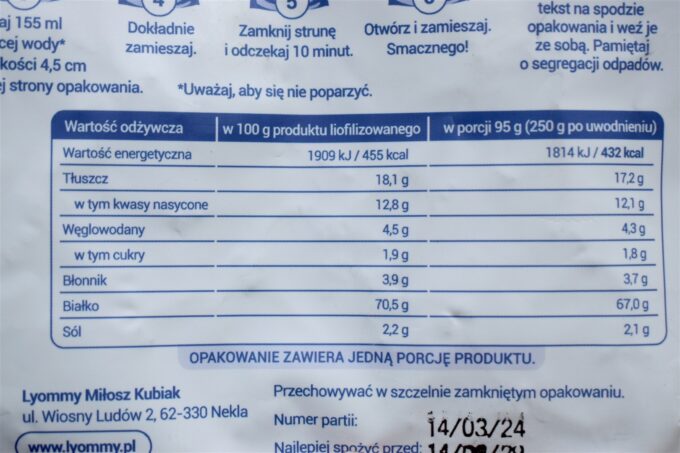 4
5
aj 155 ml
cej wody*
kości 4,5 cm
ej strony opakowania.
Dokładnie
zamieszaj.
Zamknij strunę
i odczekaj 10 minut.
Otwórz i zamieszaj.
Smacznego!
tekst na spodzie
opakowania i weź je
ze sobą. Pamiętaj
o segregacji odpadów.
*Uważaj, aby się nie poparzyć.
Wartość odżywcza w 100 g produktu liofilizowanego w porcji 95 g (250 g po uwodnieniu)
Wartość energetyczna 1909 kJ / 455 kcal 1814 kJ / 432 kcal
Tłuszcz 18,1 g 17,2 g
w tym kwasy nasycone 12,8 g 12,1 g
Węglowodany 4,5 g 4,3 g
w tym cukry 1,9 g 1,8 g
Błonnik 3,9 g 3,7 g
Białko 70,5 g 67,0 g
Sól 2,2 g 2,1 g
OPAKOWANIE ZAWIERA JEDNĄ PORCJĘ PRODUKTU.
Lyommy Miłosz Kubiak
ul. Wiosny Ludów 2, 62-330 Nekla
www.lyommy.pl
Przechowywać w szczelnie zamkniętym opakowaniu.
Numer partii: 14/03/24
Najlepiej spożyć przed: